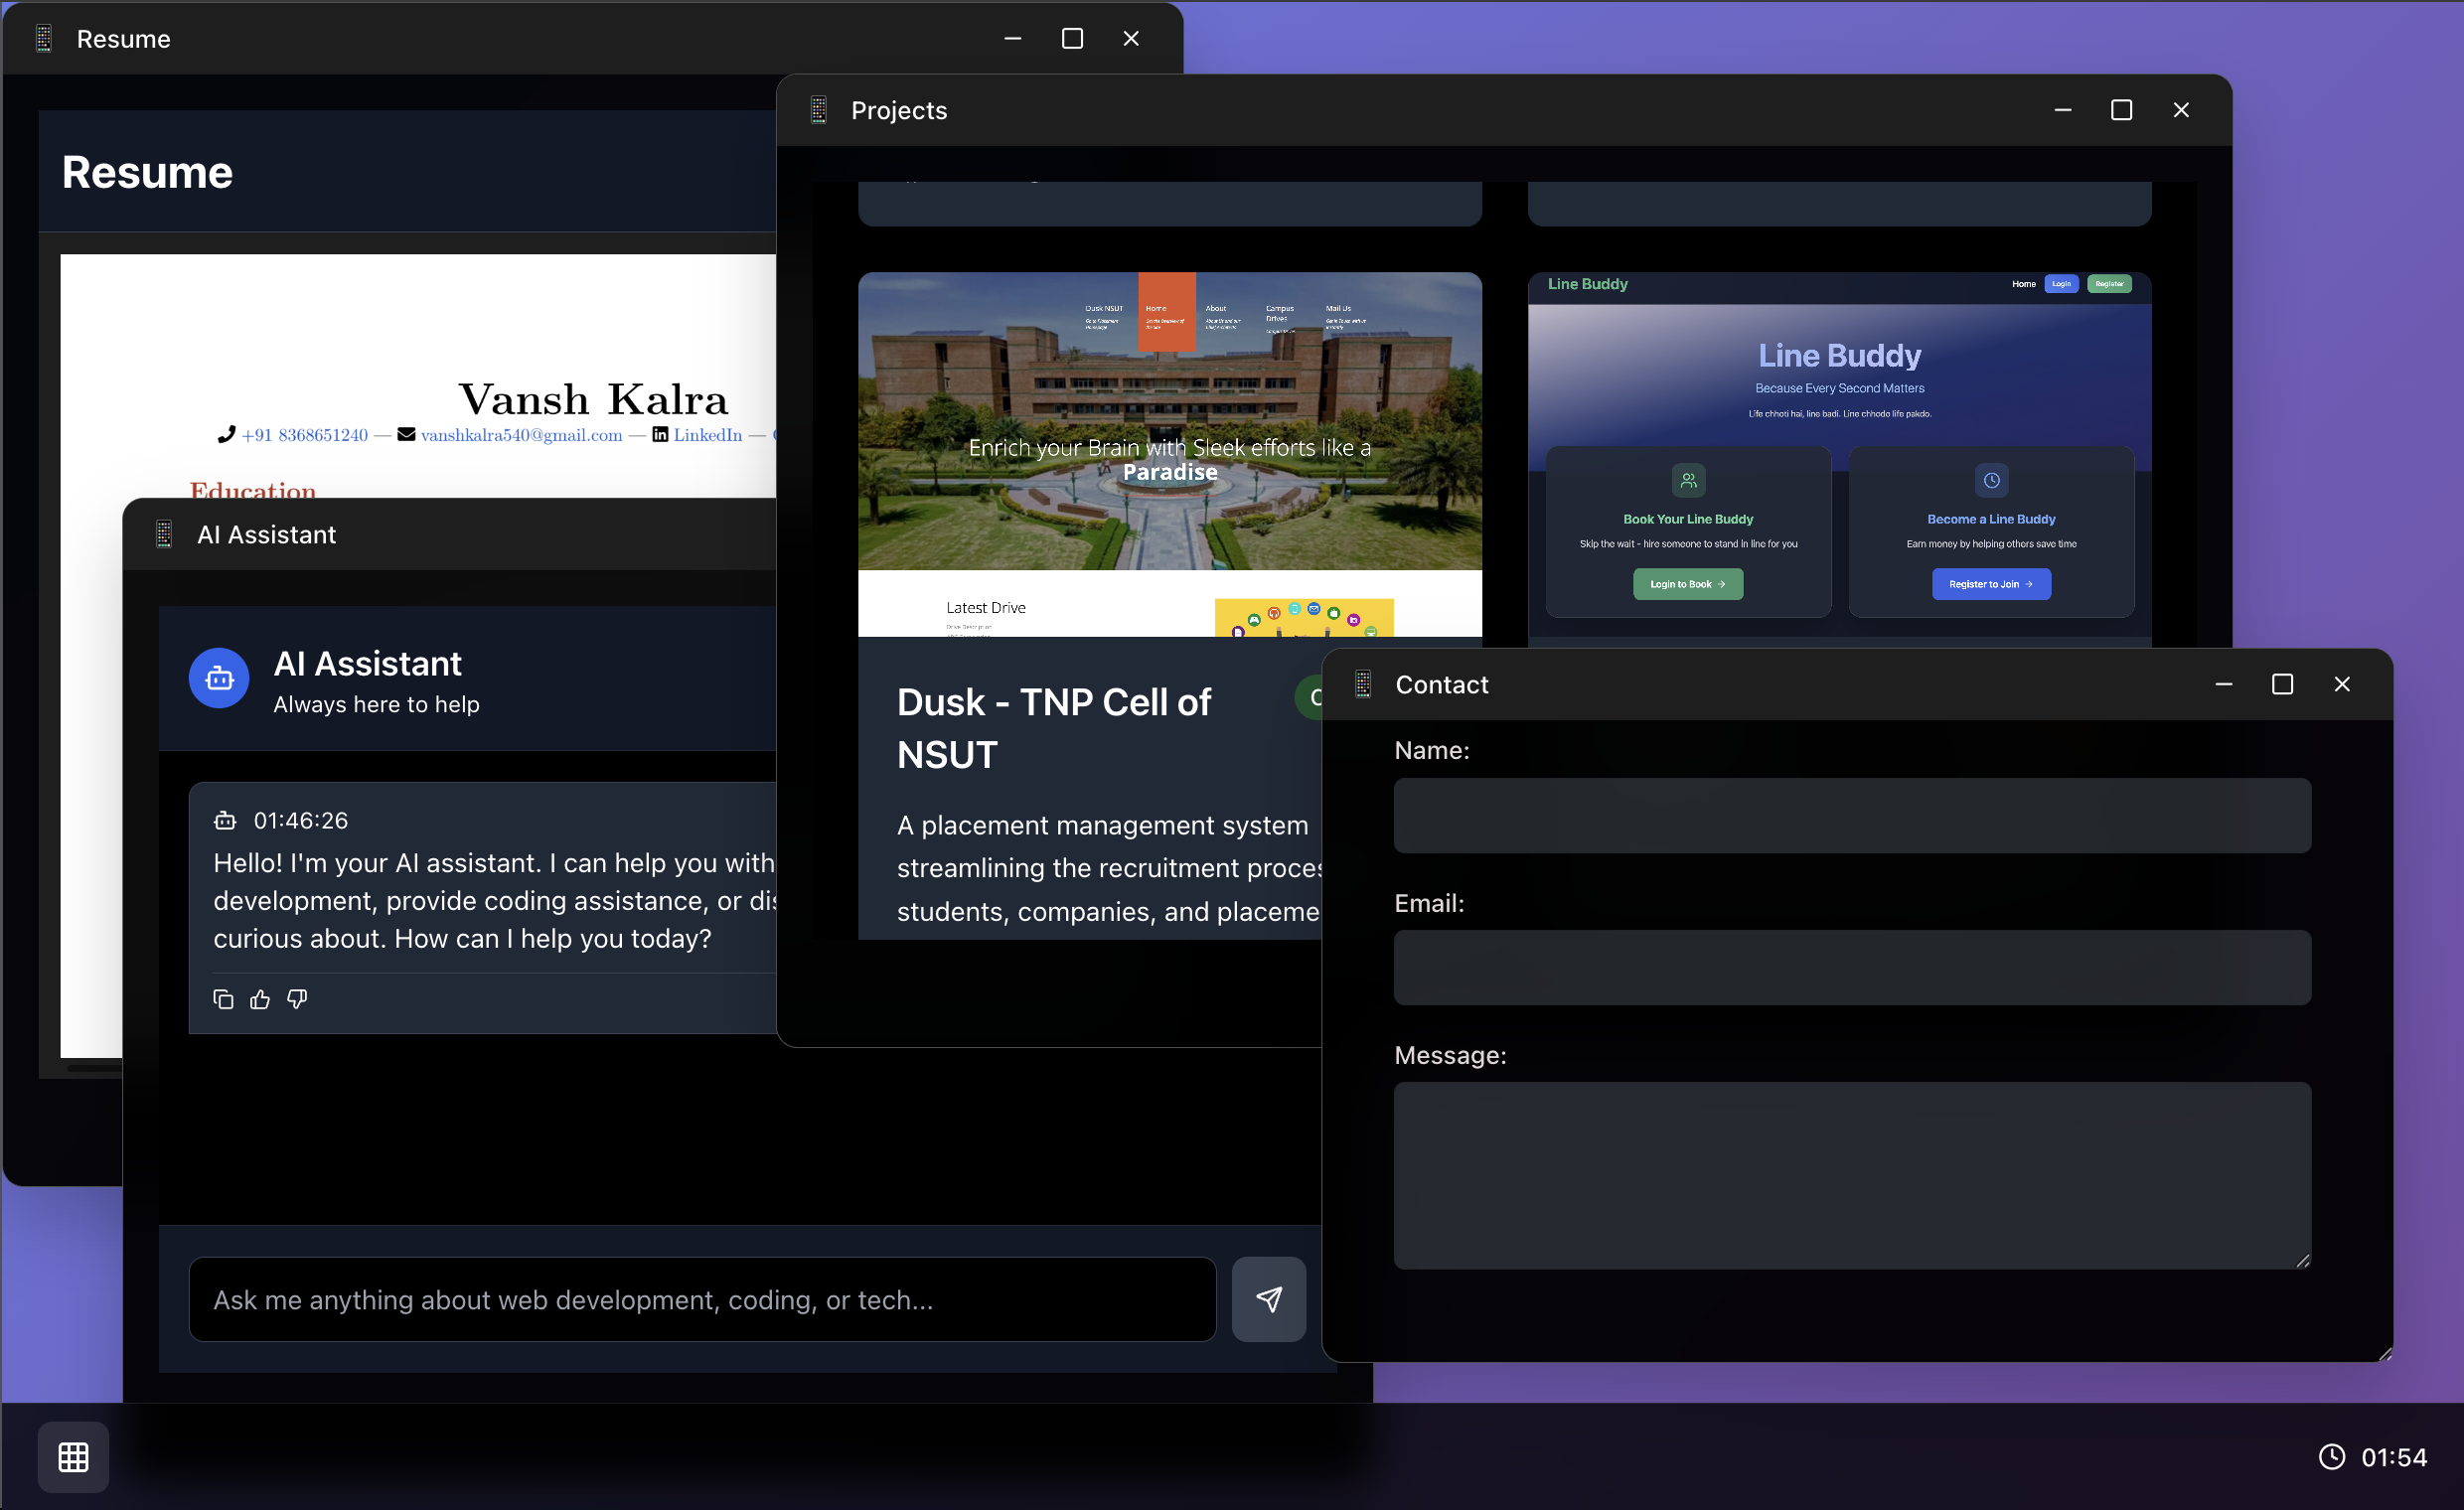 Resume
Resume
Vansh Kalra
+91 8368651240 — vanshkalra540@gmail.com — LinkedIn —
Education
AI Assistant
AI Assistant
Always here to help
01:46:26
Hello! I'm your AI assistant. I can help you with
development, provide coding assistance, or dis
curious about. How can I help you today?
Ask me anything about web development, coding, or tech...
Projects
Dusk NSUT
Home
About
Campus
Drives
Mail Us
Enrich your Brain with Sleek efforts like a
Paradise
Latest Drive
Drive Description
Dusk - TNP Cell of
NSUT
A placement management system
streamlining the recruitment proces
students, companies, and placeme
Line Buddy
Home Login Register
Line Buddy
Because Every Second Matters
Life chhoti hai, line badi. Line chhodo life pakdo.
Book Your Line Buddy
Skip the wait - hire someone to stand in line for you
Login to Book →
Become a Line Buddy
Earn money by helping others save time
Register to Join →
Contact
Name:
Email:
Message:
01:54